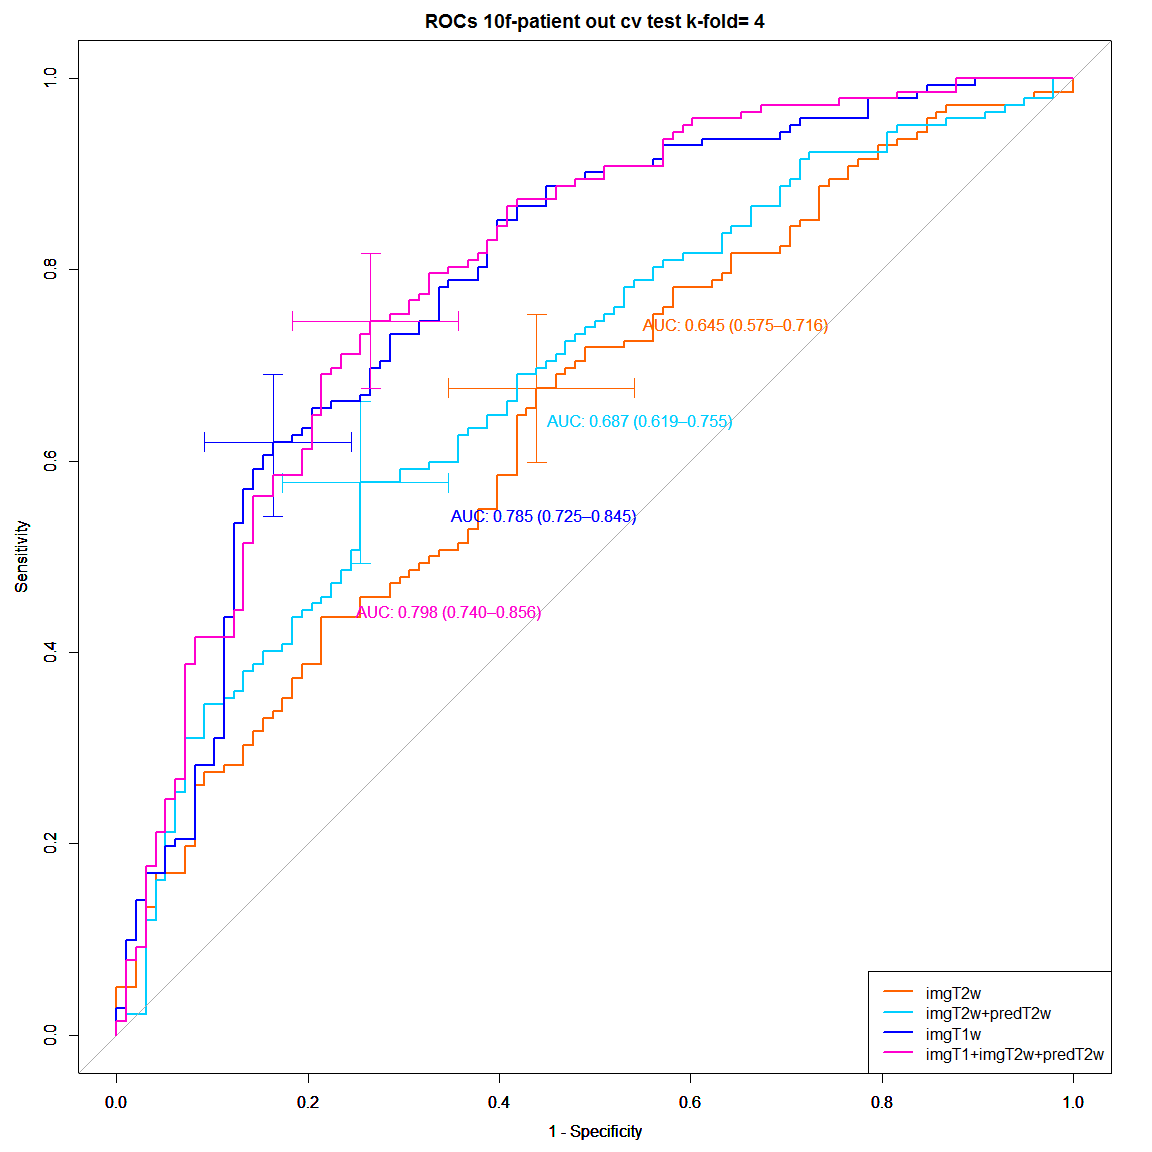 ROCs 10f-patient out cv test k-fold= 4
1.0
0.8
0.6
0.4
0.2
0.0
Sensitivity
AUC: 0.645 (0.575–0.716)
AUC: 0.687 (0.619–0.755)
AUC: 0.785 (0.725–0.845)
AUC: 0.798 (0.740–0.856)
imgT2w
imgT2w+predT2w
imgT1w
imgT1+imgT2w+predT2w
0.0 0.2 0.4 0.6 0.8 1.0
1 - Specificity